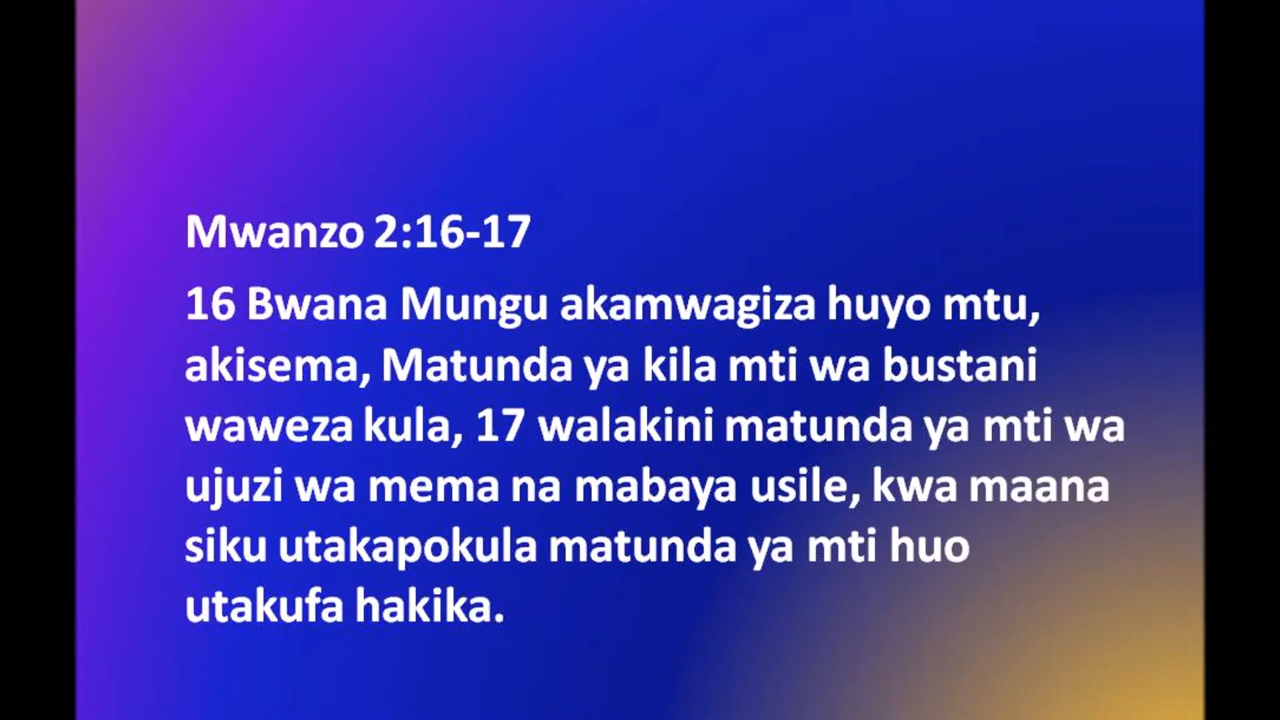 Mwanzo 2:16-17
16 Bwana Mungu akamwagiza huyo mtu,
akisema, Matunda ya kila mti wa bustani
waweza kula, 17 walakini matunda ya mti wa
ujuzi wa mema na mabaya usile, kwa maana
siku utakapokula matunda ya mti huo
utakufa hakika.